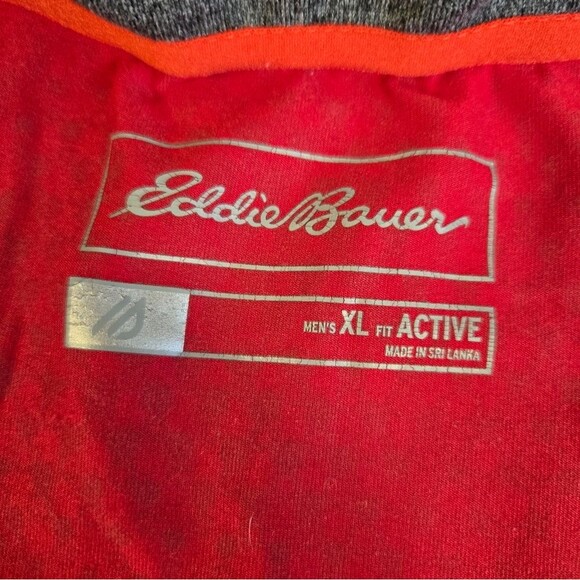 Eddie Bauer
MEN'S XL FIT ACTIVE
MADE IN SRI LANKA